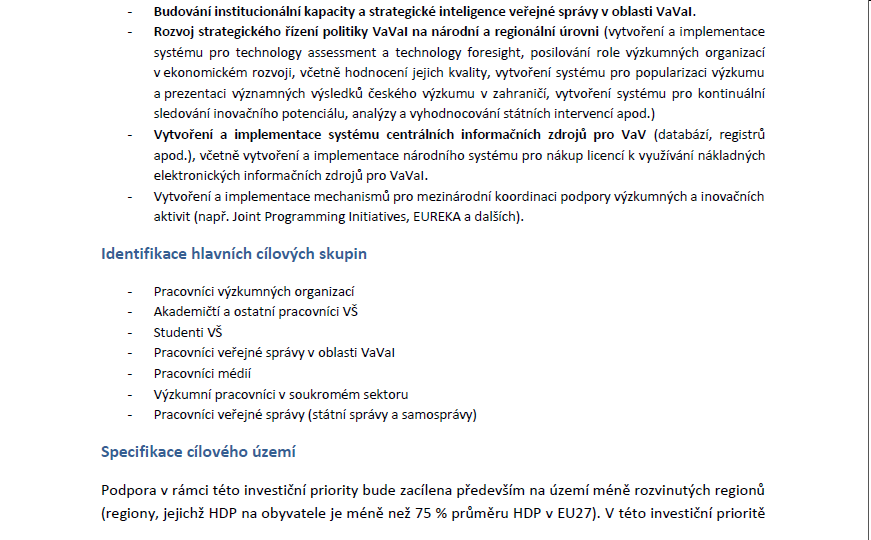 - Budování institucionální kapacity a strategické inteligence veřejné správy v oblasti VaVaI.
- Rozvoj strategického řízení politiky VaVaI na národní a regionální úrovni (vytvoření a implementace
systému pro technology assessment a technology foresight, posilování role výzkumných organizací
v ekonomickém rozvoji, včetně hodnocení jejich kvality, vytvoření systému pro popularizaci výzkumu
a prezentaci významných výsledků českého výzkumu v zahraničí, vytvoření systému pro kontinuální
sledování inovačního potenciálu, analýzy a vyhodnocování státních intervencí apod.)
- Vytvoření a implementace systému centrálních informačních zdrojů pro VaV (databází, registrů
apod.), včetně vytvoření a implementace národního systému pro nákup licencí k využívání nákladných
elektronických informačních zdrojů pro VaVaI.
- Vytvoření a implementace mechanismů pro mezinárodní koordinaci podpory výzkumných a inovačních
aktivit (např. Joint Programming Initiatives, EUREKA a dalších).
Identifikace hlavních cílových skupin
- Pracovníci výzkumných organizací
- Akademičtí a ostatní pracovníci VŠ
- Studenti VŠ
- Pracovníci veřejné správy v oblasti VaVaI
- Pracovníci médií
- Výzkumní pracovníci v soukromém sektoru
- Pracovníci veřejné správy (státní správy a samosprávy)
Specifikace cílového území
Podpora v rámci této investiční priority bude zacílena především na území méně rozvinutých regionů
(regiony, jejichž HDP na obyvatele je méně než 75 % průměru HDP v EU27). V této investiční prioritě